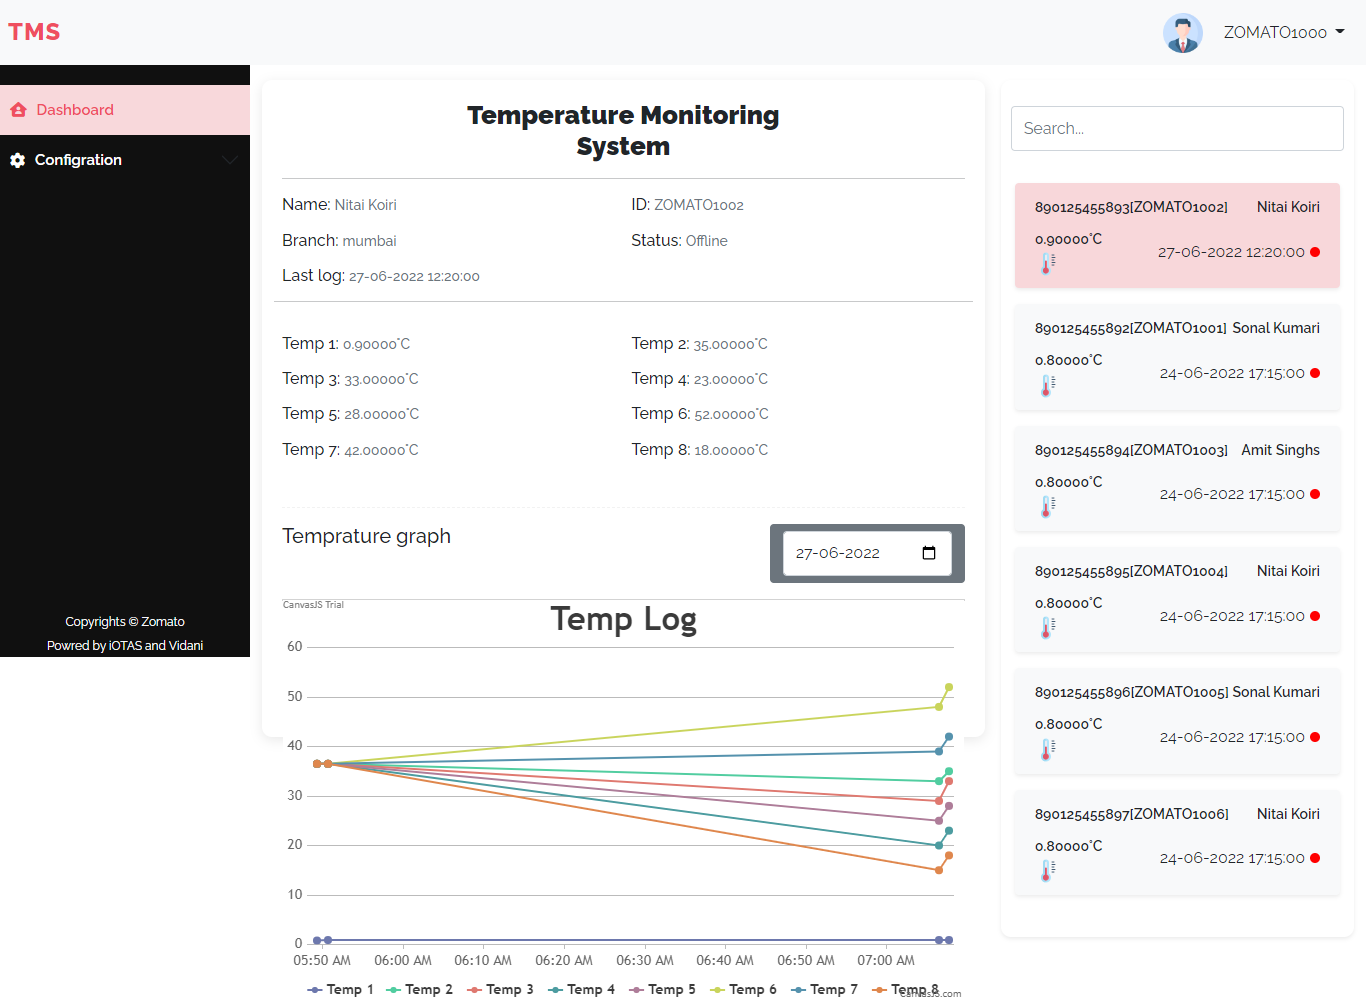 TMS
ZOMATO1000
Dashboard
Configration
Copyrights © Zomato
Powred by iOTAS and Vidani
Temperature Monitoring
System
Name: Nitai Koiri
ID: ZOMATO1002
Branch: mumbai
Status: Offline
Last log: 27-06-2022 12:20:00
Temp 1: 0.90000°C
Temp 2: 35.00000°C
Temp 3: 33.00000°C
Temp 4: 23.00000°C
Temp 5: 28.00000°C
Temp 6: 52.00000°C
Temp 7: 42.00000°C
Temp 8: 18.00000°C
Temprature graph
27-06-2022
CanvasJS Trial
Temp Log
60
50
40
30
20
10
0
05:50 AM 06:00 AM 06:10 AM 06:20 AM 06:30 AM 06:40 AM 06:50 AM 07:00 AM
Temp 1 Temp 2 Temp 3 Temp 4 Temp 5 Temp 6 Temp 7 Temp 8
CanvasJS.com
Search...
890125455893[ZOMATO1002] Nitai Koiri
0.90000°C
27-06-2022 12:20:00
890125455892[ZOMATO1001] Sonal Kumari
0.80000°C
24-06-2022 17:15:00
890125455894[ZOMATO1003] Amit Singhs
0.80000°C
24-06-2022 17:15:00
890125455895[ZOMATO1004] Nitai Koiri
0.80000°C
24-06-2022 17:15:00
890125455896[ZOMATO1005] Sonal Kumari
0.80000°C
24-06-2022 17:15:00
890125455897[ZOMATO1006] Nitai Koiri
0.80000°C
24-06-2022 17:15:00